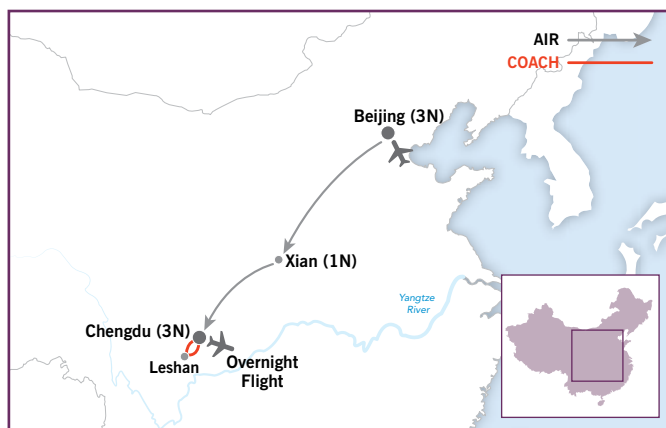 AIR
COACH
Beijing (3N)
Xian (1N)
Yangtze
River
Chengdu (3N)
Leshan
Overnight
Flight